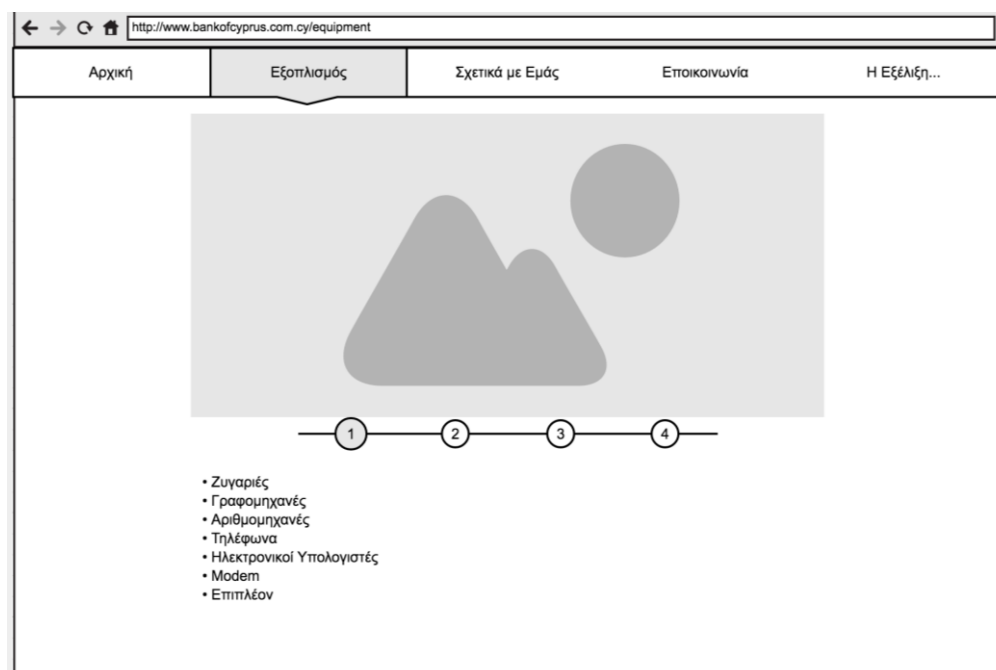 http://www.bankofcyprus.com.cy/equipment
Αρχική Εξοπλισμός Σχετικά με Εμάς Εποικοινωνία Η Εξέλιξη...
1 2 3 4
• Ζυγαριές
• Γραφομηχανές
• Αριθμομηχανές
• Τηλέφωνα
• Ηλεκτρονικοί Υπολογιστές
• Modem
• Επιπλέον